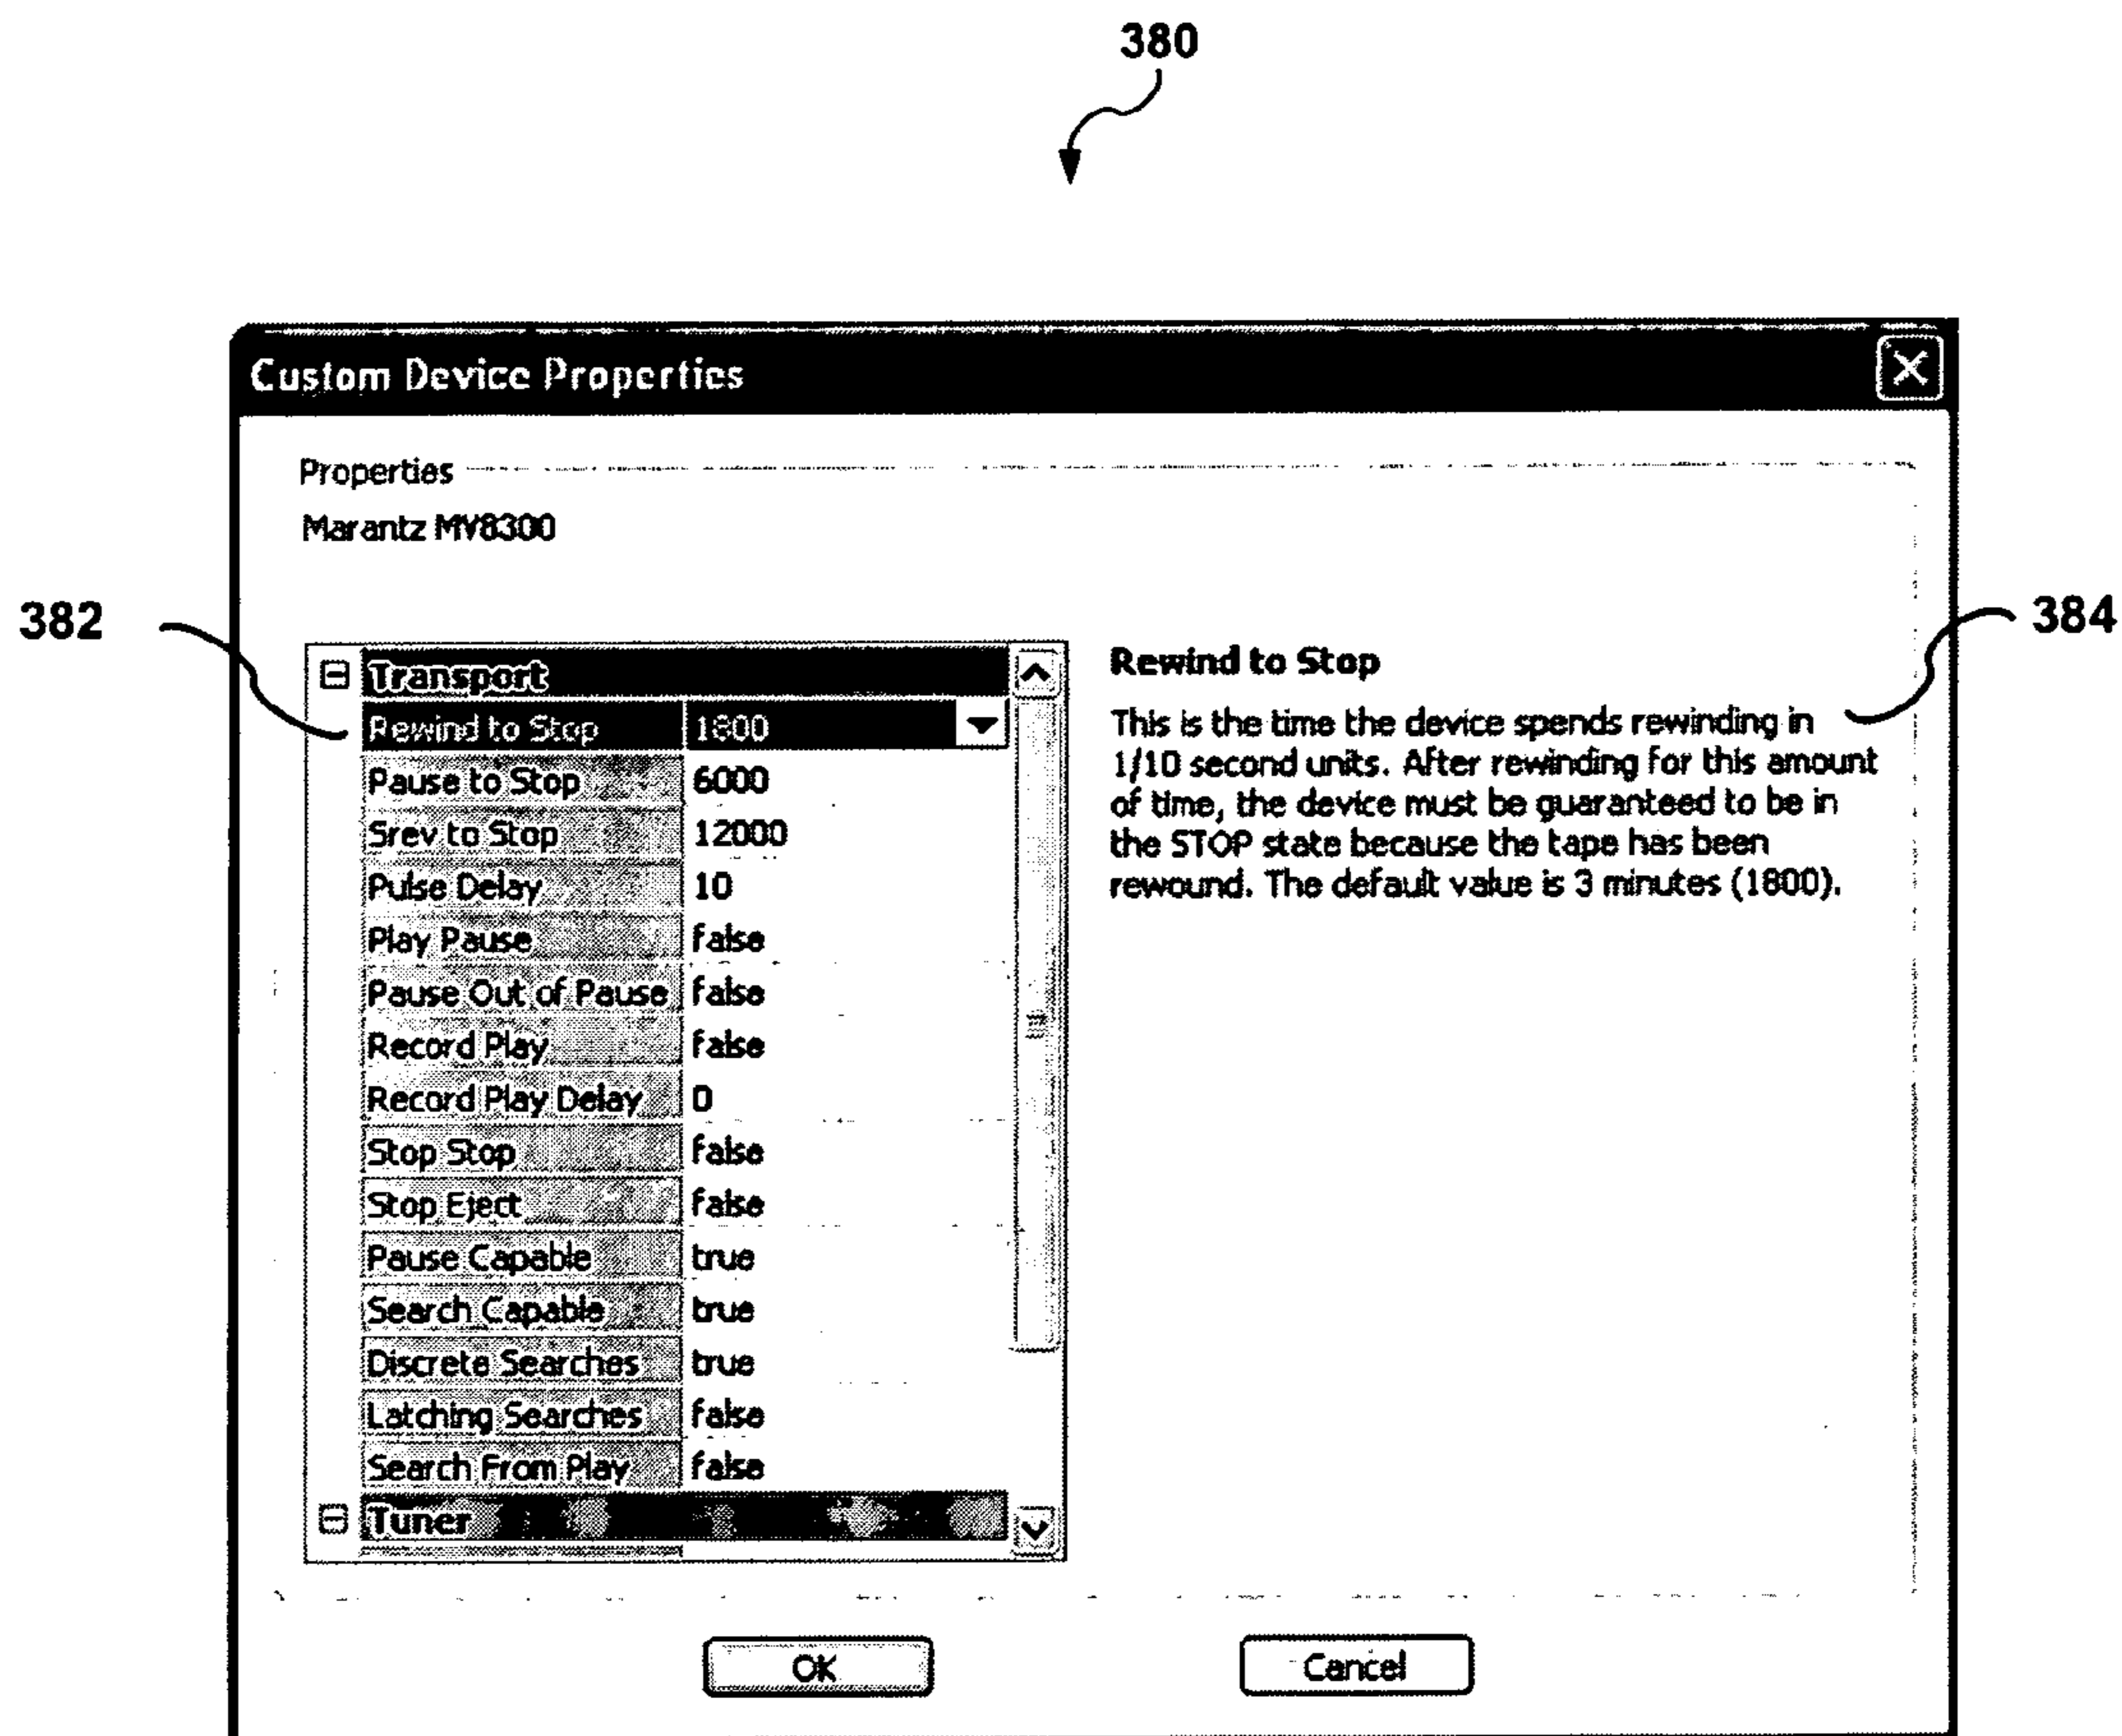 380
Custom Device Properties
Properties
Marantz MV8300
382
384
Transport
Rewind to Stop 1800
Pause to Stop 6000
Srev to Stop 12000
Pulse Delay 10
Play Pause false
Pause Out of Pause false
Record Play false
Record Play Delay 0
Stop Stop false
Stop Eject false
Pause Capable true
Search Capable true
Discrete Searches true
Latching Searches false
Search From Play false
Tuner
Rewind to Stop
This is the time the device spends rewinding in
1/10 second units. After rewinding for this amount
of time, the device must be guaranteed to be in
the STOP state because the tape has been
rewound. The default value is 3 minutes (1800).
OK
Cancel